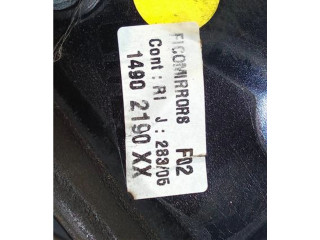 FICOMIRRORS F02
Cont : RI J : 283/05
1490 2190 XX